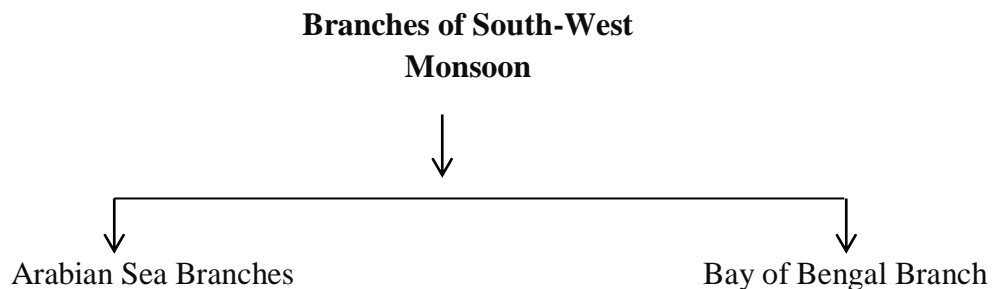 Branches of South-West
Monsoon
Arabian Sea Branches
Bay of Bengal Branch